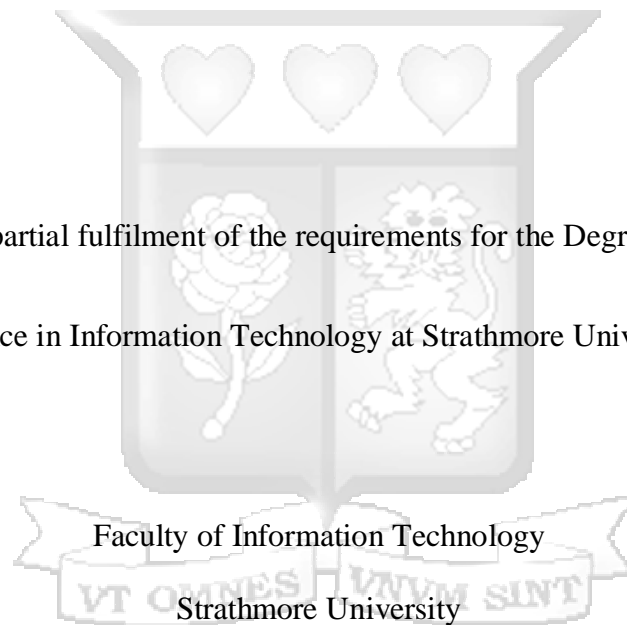 partial fulfilment of the requirements for the Degr
ce in Information Technology at Strathmore Univ
Faculty of Information Technology
VT OMNES VNVM SINT
Strathmore University